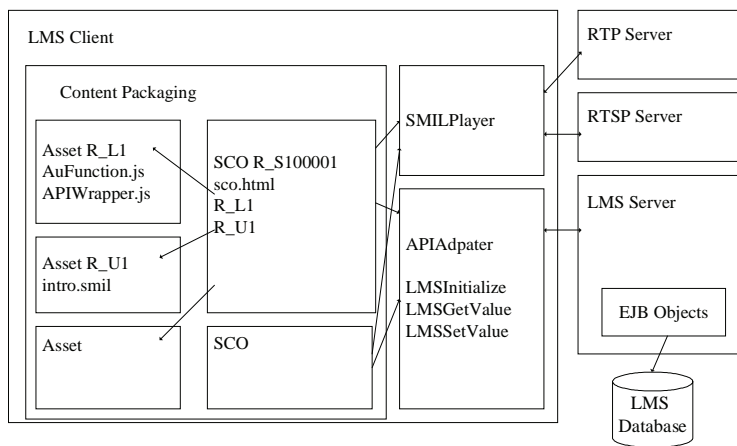 LMS Client
Content Packaging
Asset R_L1
AuFunction.js
APIWrapper.js
Asset R_U1
intro.smil
Asset
SCO R_S100001
sco.html
R_L1
R_U1
SCO
SMILPlayer
APIAdpater
LMSInitialize
LMSGetValue
LMSSetValue
RTP Server
RTSP Server
LMS Server
EJB Objects
LMS
Database